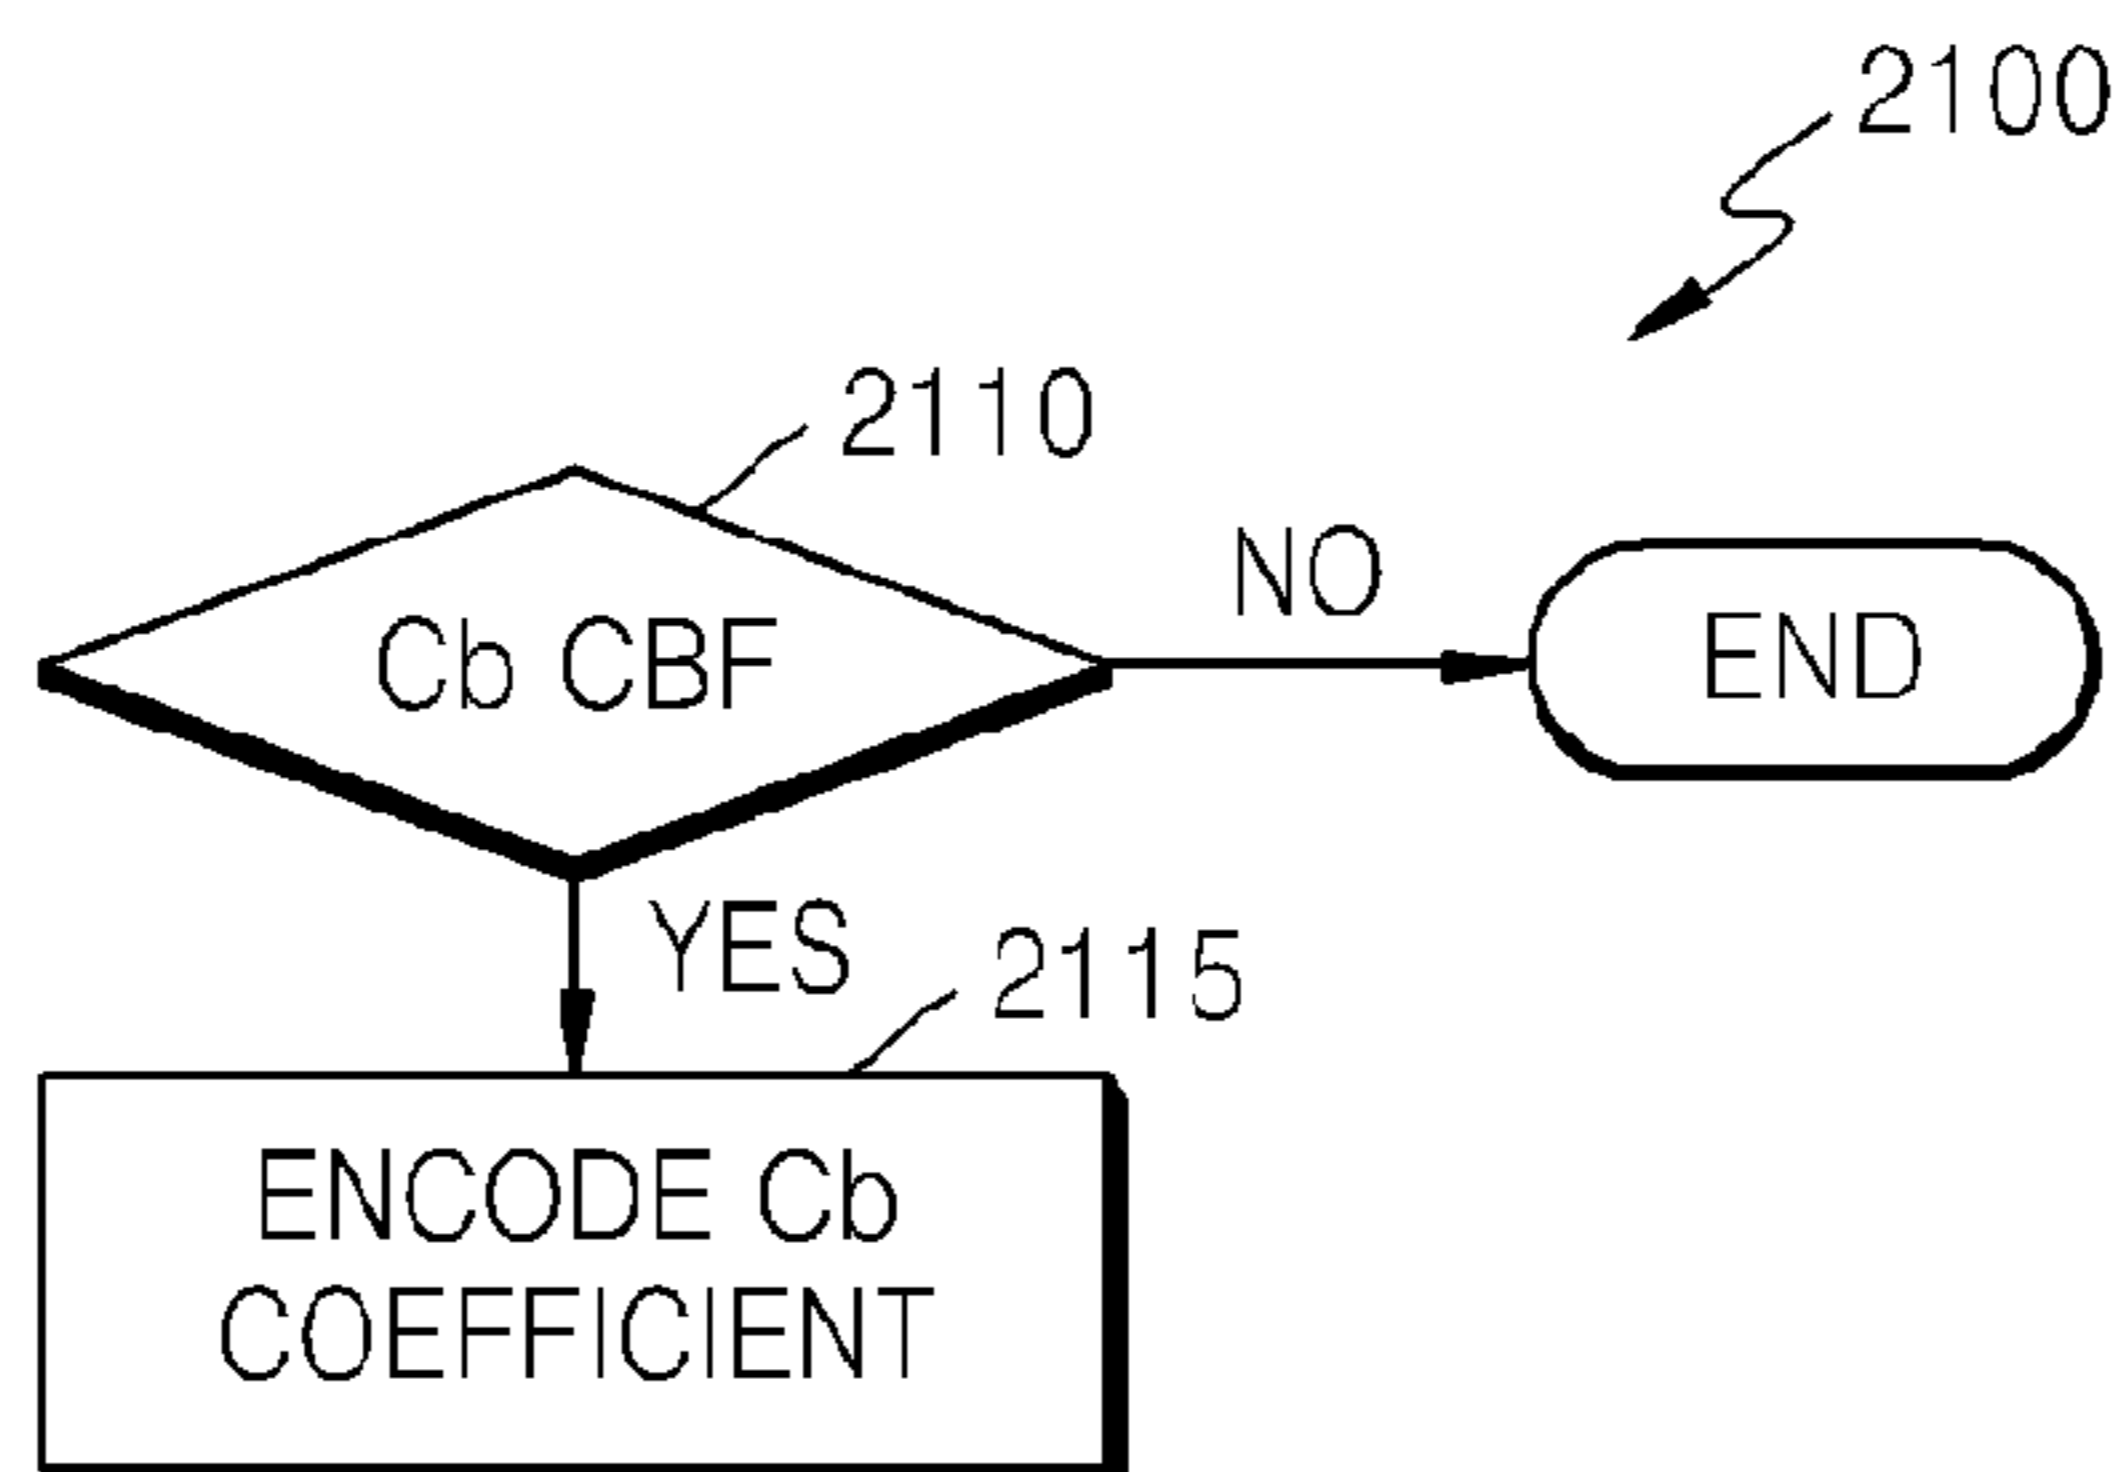 2100
2110
Cb CBF
NO
END
YES
2115
ENCODE Cb
COEFFICIENT